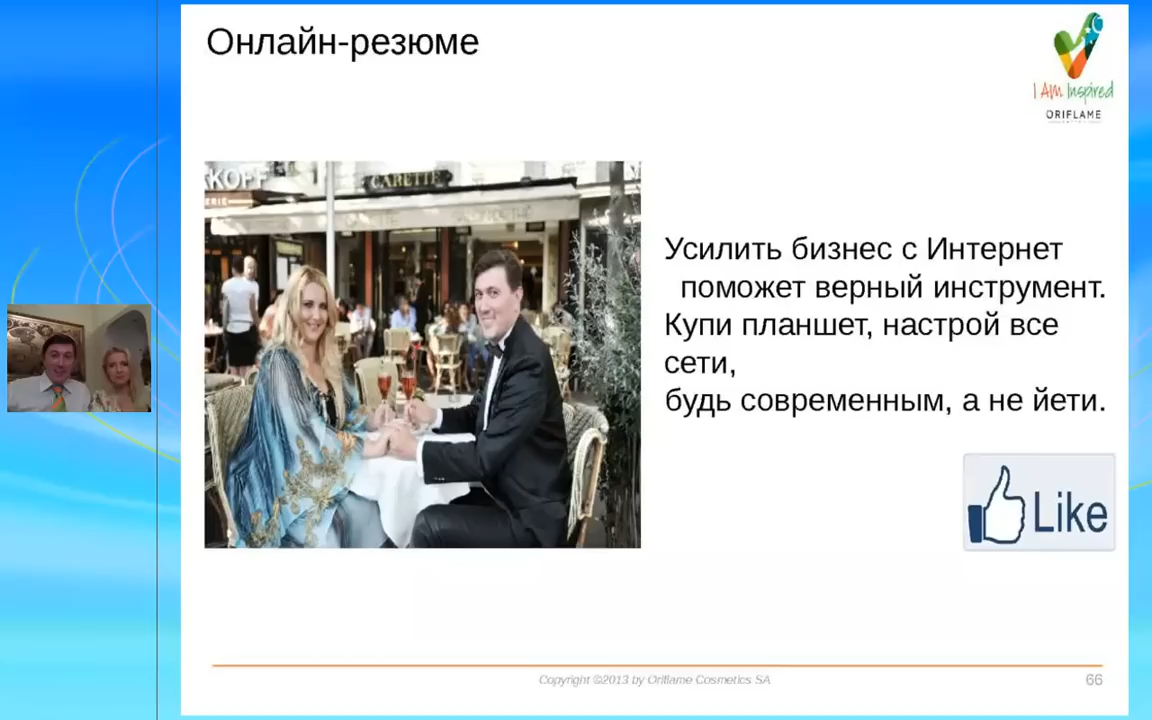 Онлайн-резюме
I AM Inspired
ORIFLAME
KOFF
CARETTE
Усилить бизнес с Интернет
поможет верный инструмент.
Купи планшет, настрой все
сети,
будь современным, а не йети.
Like
Copyright ©2013 by Oriflame Cosmetics SA
66